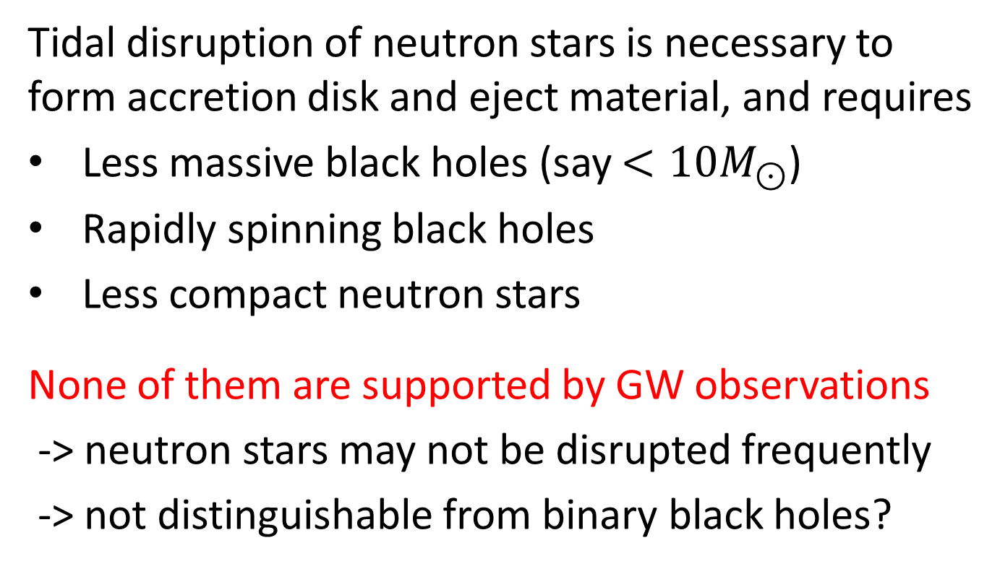 Tidal disruption of neutron stars is necessary to
form accretion disk and eject material, and requires
• Less massive black holes (say < 10M⊙)
• Rapidly spinning black holes
• Less compact neutron stars
None of them are supported by GW observations
-> neutron stars may not be disrupted frequently
-> not distinguishable from binary black holes?